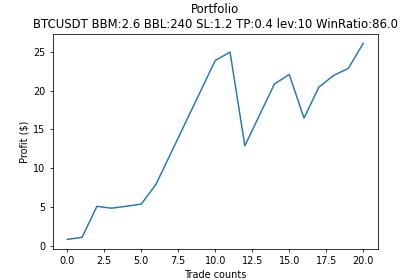 Portfolio
BTCUSDT BBM:2.6 BBL:240 SL:1.2 TP:0.4 lev:10 WinRatio:86.0
25
20
15
10
5
0
Profit ($)
0.0 2.5 5.0 7.5 10.0 12.5 15.0 17.5 20.0
Trade counts